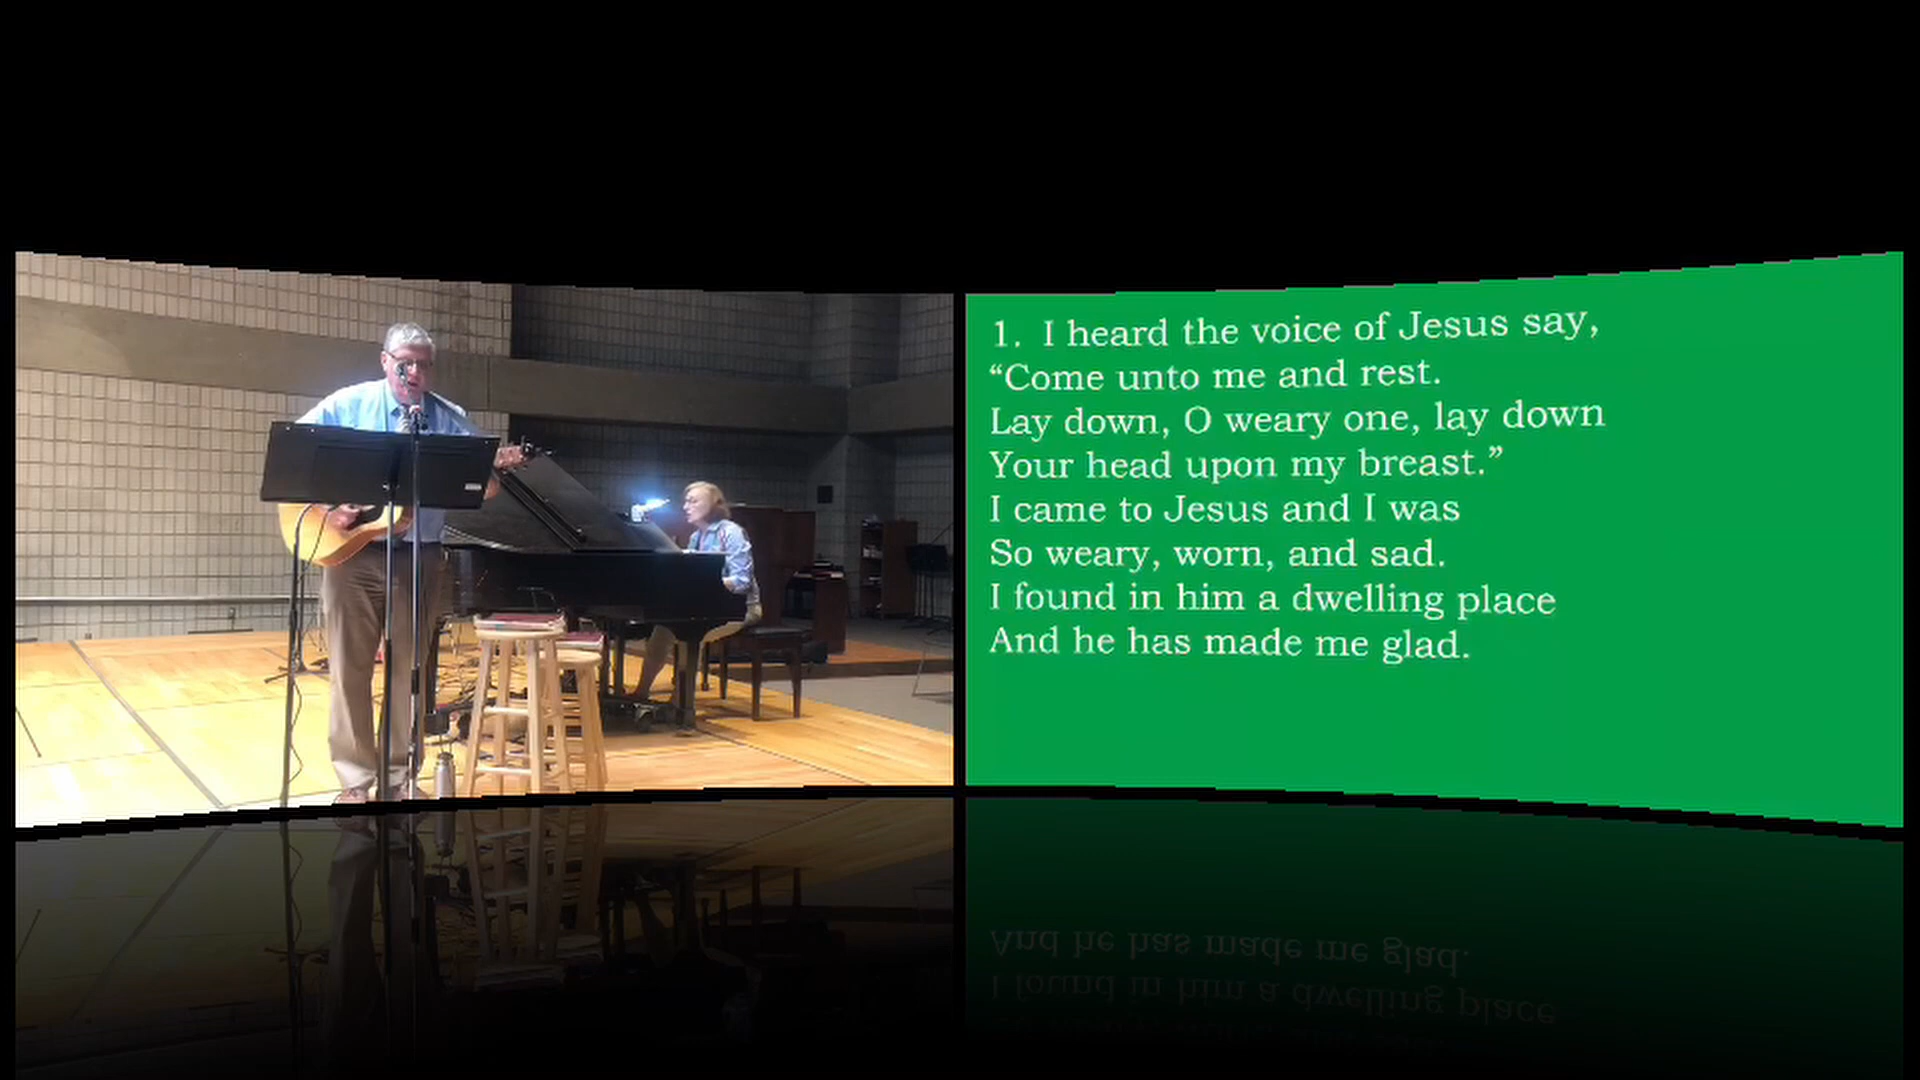 1. I heard the voice of Jesus say,
“Come unto me and rest.
Lay down, O weary one, lay down
Your head upon my breast.”
I came to Jesus and I was
So weary, worn, and sad.
I found in him a dwelling place
And he has made me glad.